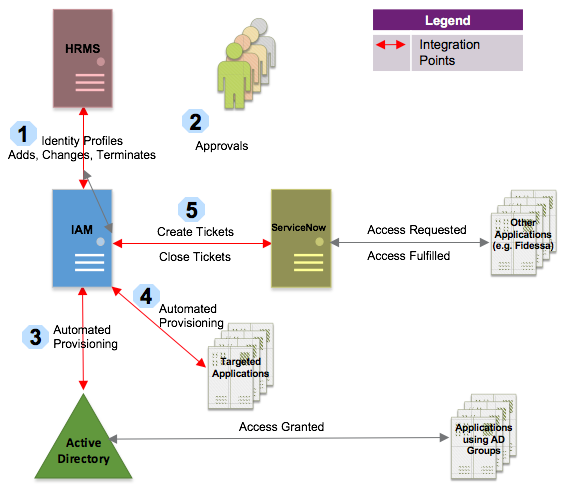 HRMS
Legend
Integration
Points
1
Identity Profiles
Adds, Changes, Terminates
2
Approvals
IAM
5
Create Tickets
Close Tickets
ServiceNow
Access Requested
Access Fulfilled
Other
Applications
(e.g. Fidessa)
3
Automated
Provisioning
4
Automated
Provisioning
Targeted
Applications
Active
Directory
Access Granted
Applications
using AD
Groups